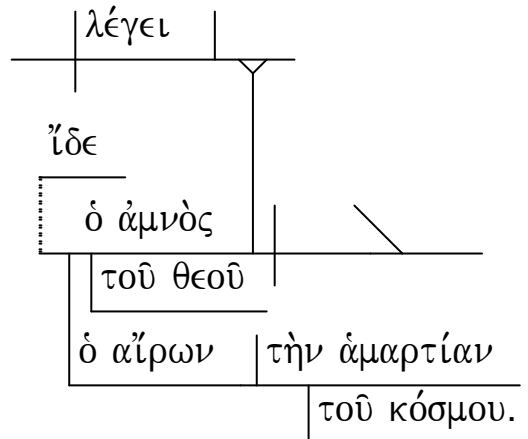 λέγει
ἴδε
ὁ ἀμνὸς
τοῦ θεοῦ
ὁ αἴρων τὴν ἁμαρτίαν
τοῦ κόσμου.